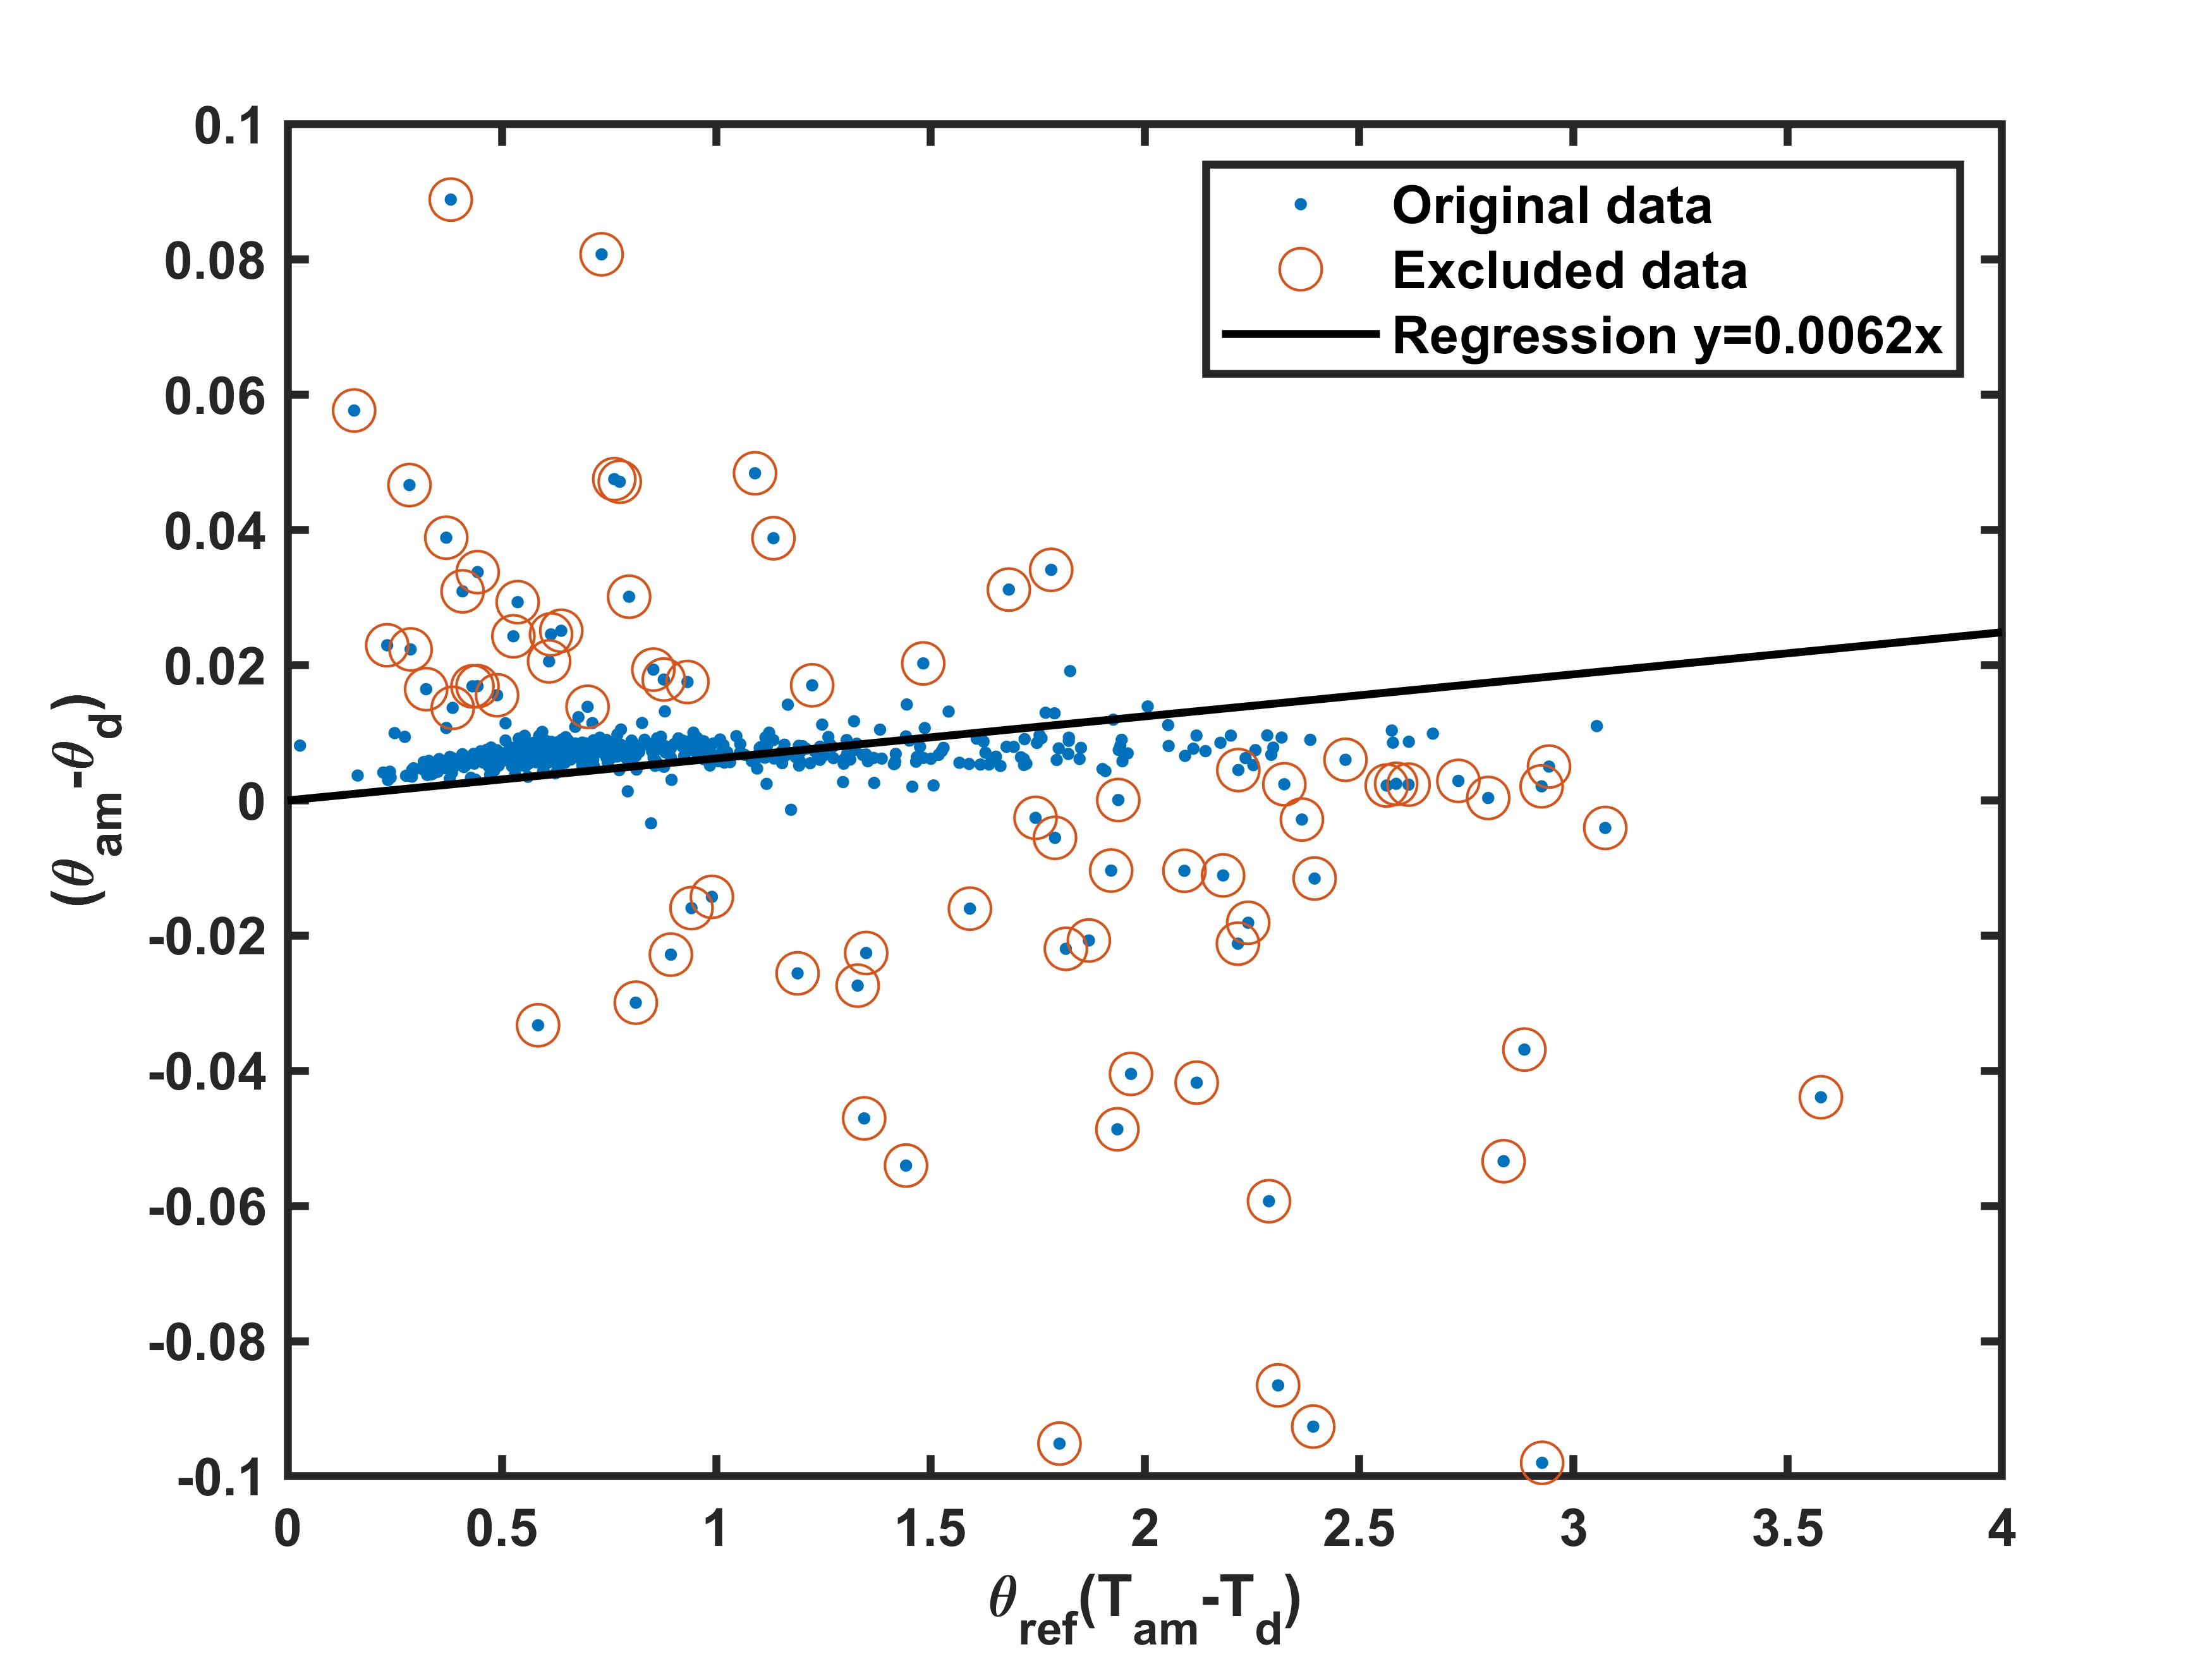 0.1
0.08
0.06
0.04
0.02
0
-0.02
-0.04
-0.06
-0.08
-0.1
(θam-θd)
Original data
Excluded data
Regression y=0.0062x
0 0.5 1 1.5 2 2.5 3 3.5 4
θref(Tam-Td)